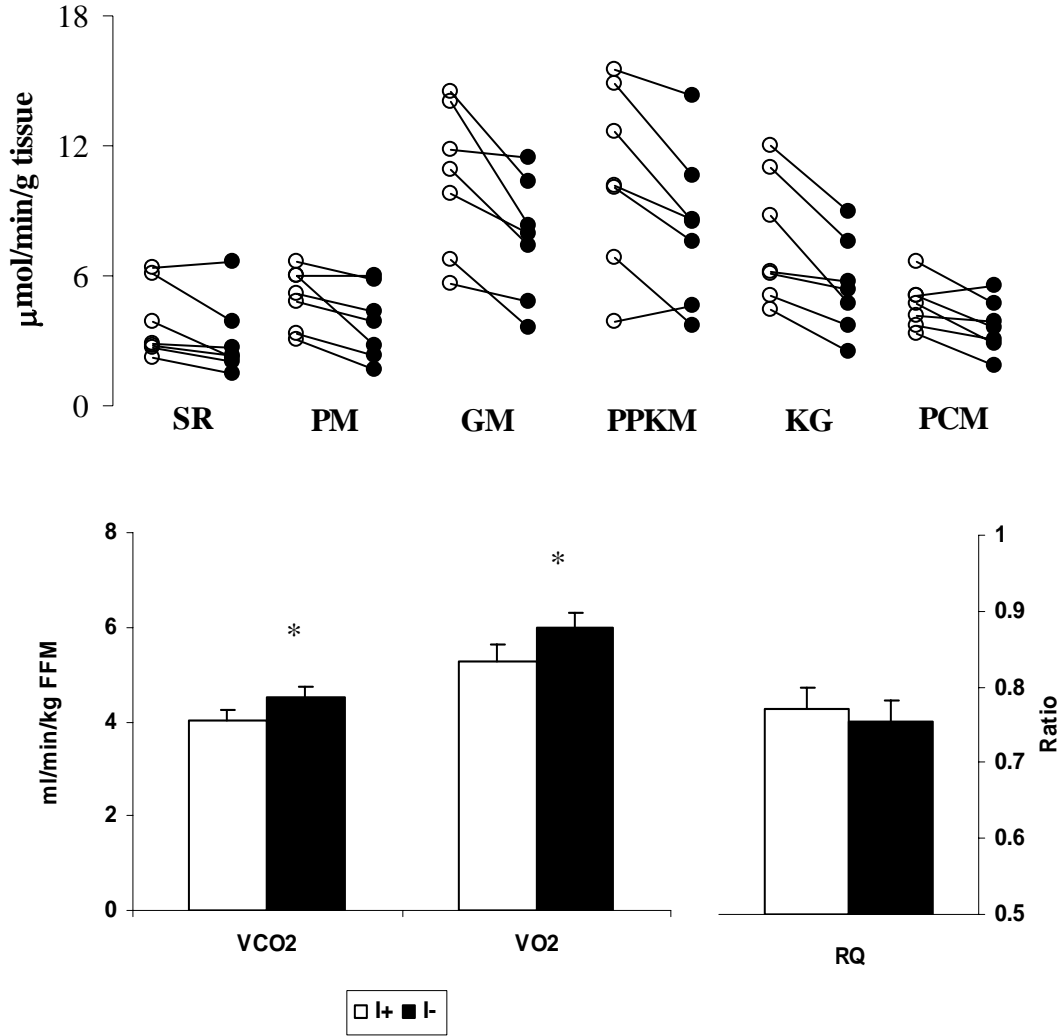 18
12
6
0
μmol/min/g tissue
SR PM GM PPKM KG PCM
8
6
4
2
0
ml/min/kg FFM
* *
1
0.9
0.8
0.7
0.6
0.5
Ratio
VCO2 VO2 RQ
I+ I-